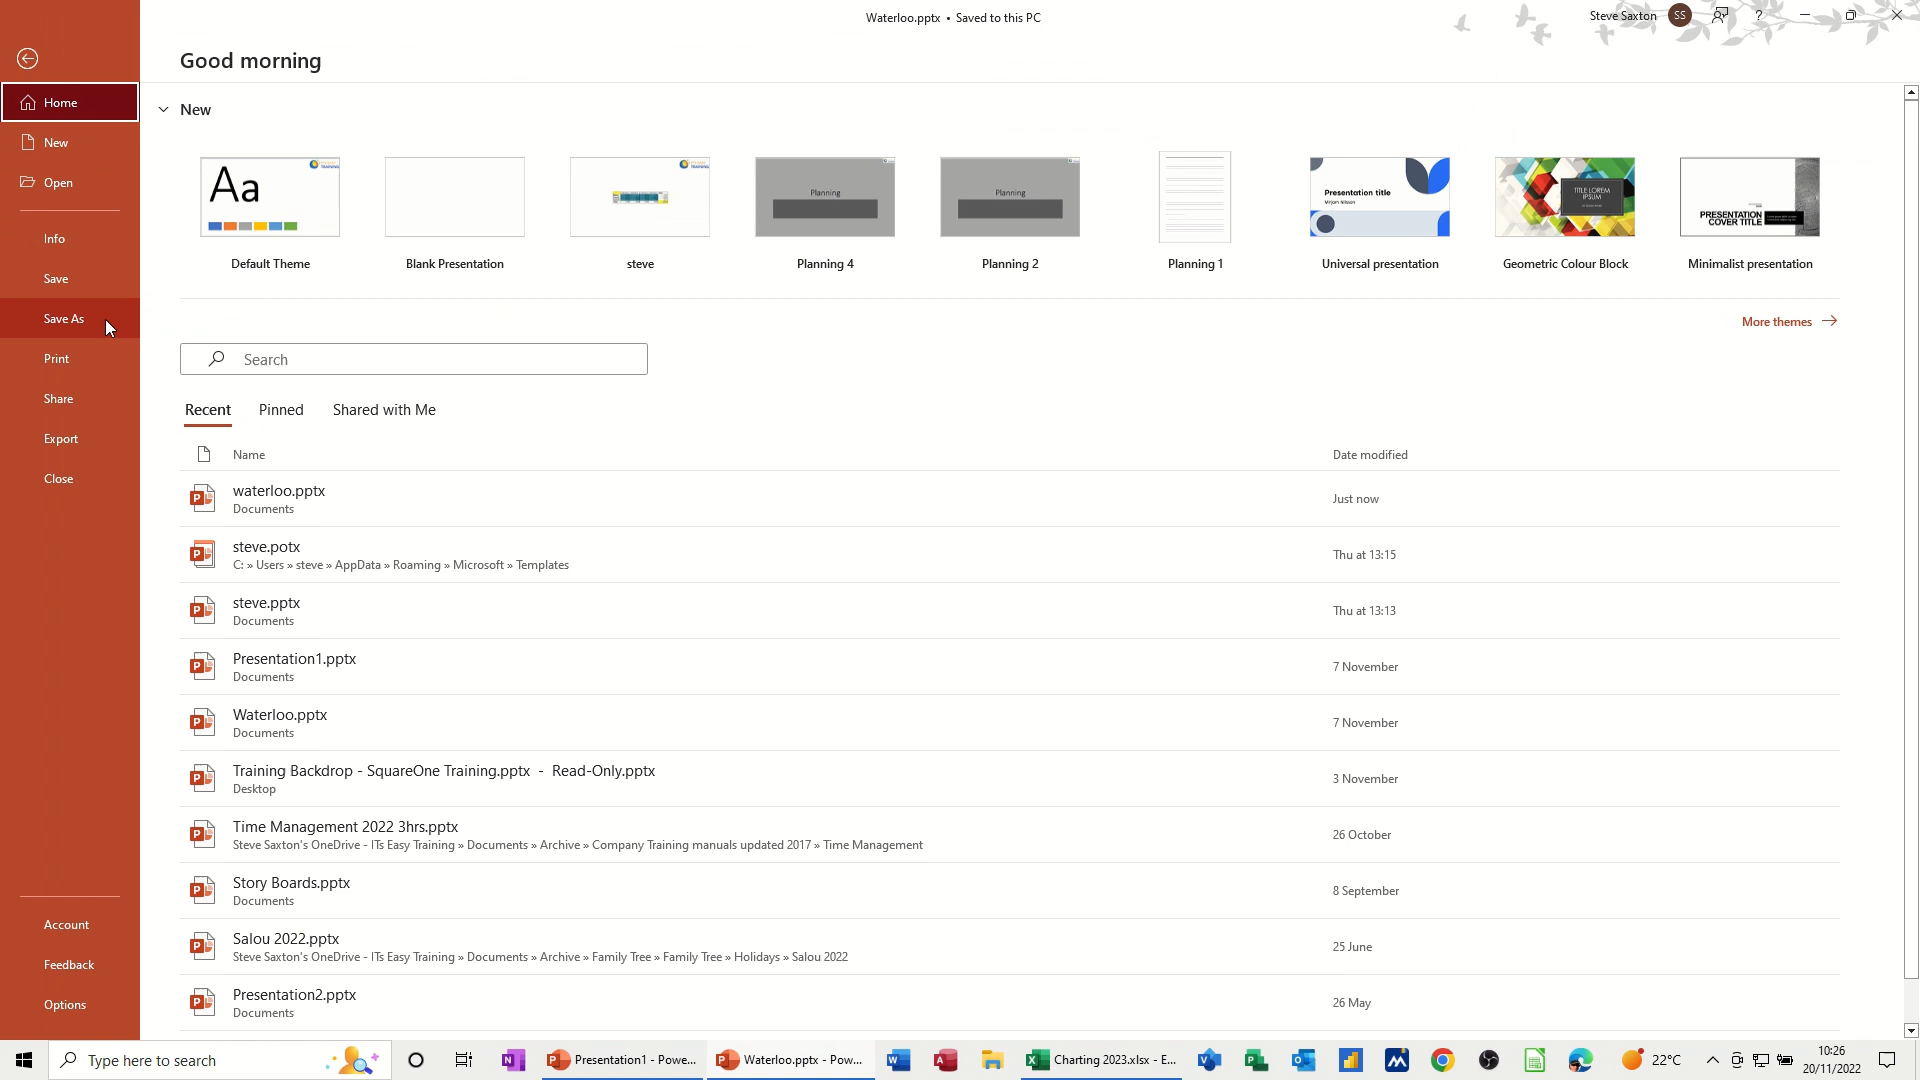 Waterloo.pptx • Saved to this PC
Steve Saxton SS ?
Good morning
Home
New
Open
Info
Save
Save As
Print
Share
Export
Close
Account
Feedback
Options
New
Aa
Planning
Planning
Presentation title
Mirjam Nilsson
TITLE LOREM
IPSUM
PRESENTATION
COVER TITLE
Default Theme
Blank Presentation
steve
Planning 4
Planning 2
Planning 1
Universal presentation
Geometric Colour Block
Minimalist presentation
More themes
Search
Recent Pinned Shared with Me
Name Date modified
waterloo.pptx
Documents
Just now
steve.potx
C: » Users » steve » AppData » Roaming » Microsoft » Templates
Thu at 13:15
steve.pptx
Documents
Thu at 13:13
Presentation1.pptx
Documents
7 November
Waterloo.pptx
Documents
7 November
Training Backdrop - SquareOne Training.pptx - Read-Only.pptx
Desktop
3 November
Time Management 2022 3hrs.pptx
Steve Saxton's OneDrive - ITs Easy Training » Documents » Archive » Company Training manuals updated 2017 » Time Management
26 October
Story Boards.pptx
Documents
8 September
Salou 2022.pptx
Steve Saxton's OneDrive - ITs Easy Training » Documents » Archive » Family Tree » Family Tree » Holidays » Salou 2022
25 June
Presentation2.pptx
Documents
26 May
Type here to search
Presentation1 - Powe...
Waterloo.pptx - Pow...
Charting 2023.xlsx - E...
22°C
10:26
20/11/2022